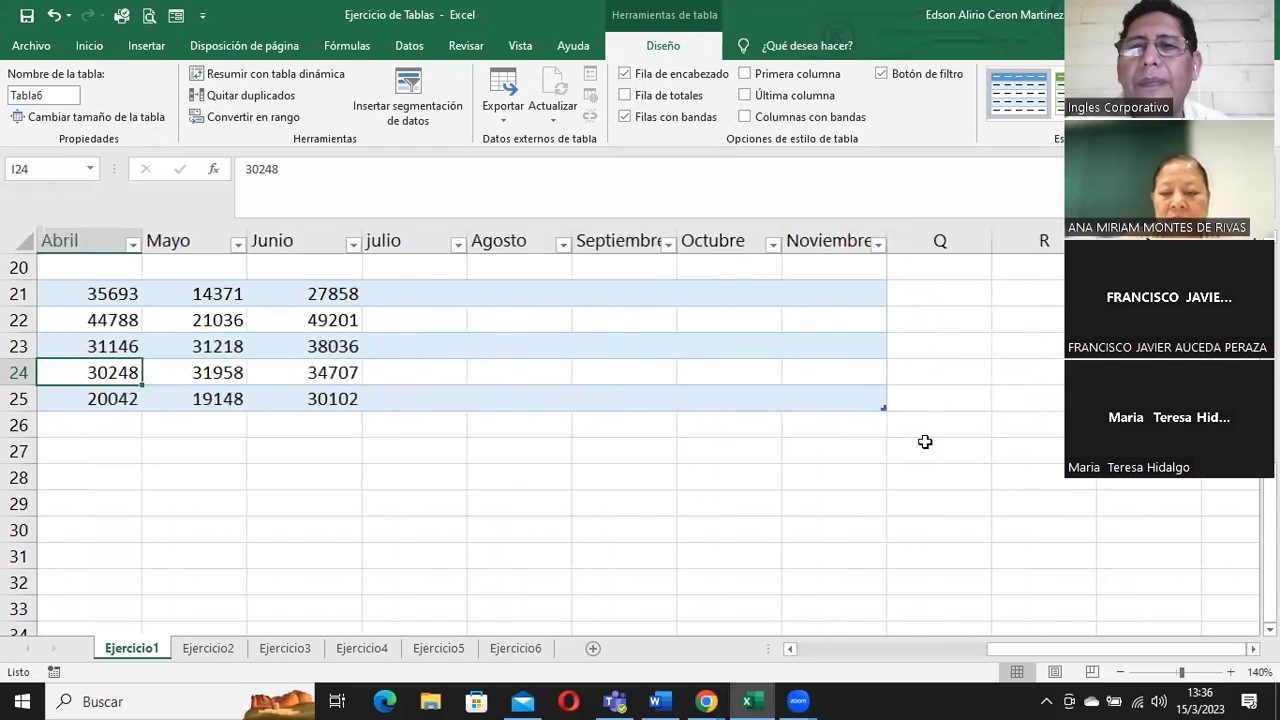 Ejercicio de Tablas - Excel
Herramientas de tabla
Edson Alirio Ceron Martinez
Archivo Inicio Insertar Disposición de página Fórmulas Datos Revisar Vista Ayuda Diseño ¿Qué desea hacer?
Nombre de la tabla:
Tabla6
Cambiar tamaño de la tabla
Propiedades
Resumir con tabla dinámica
Quitar duplicados
Convertir en rango
Insertar segmentación
de datos
Herramientas
Exportar Actualizar
Datos externos de tabla
Fila de encabezado Primera columna Botón de filtro
Fila de totales Última columna
Filas con bandas Columnas con bandas
Opciones de estilo de tabla
Es
I24 fx 30248
Abril Mayo Junio julio Agosto Septiembre Octubre Noviembre Q R
20
21 35693 14371 27858
22 44788 21036 49201
23 31146 31218 38036
24 30248 31958 34707
25 20042 19148 30102
26
27
28
29
30
31
32
33
34
Ejercicio1 Ejercicio2 Ejercicio3 Ejercicio4 Ejercicio5 Ejercicio6
Listo
140%
Buscar
13:36
15/3/2023
Ingles Corporativo
ANA MIRIAM MONTES DE RIVAS
FRANCISCO JAVIE...
FRANCISCO JAVIER AUCEDA PERAZA
Maria Teresa Hid...
Maria Teresa Hidalgo